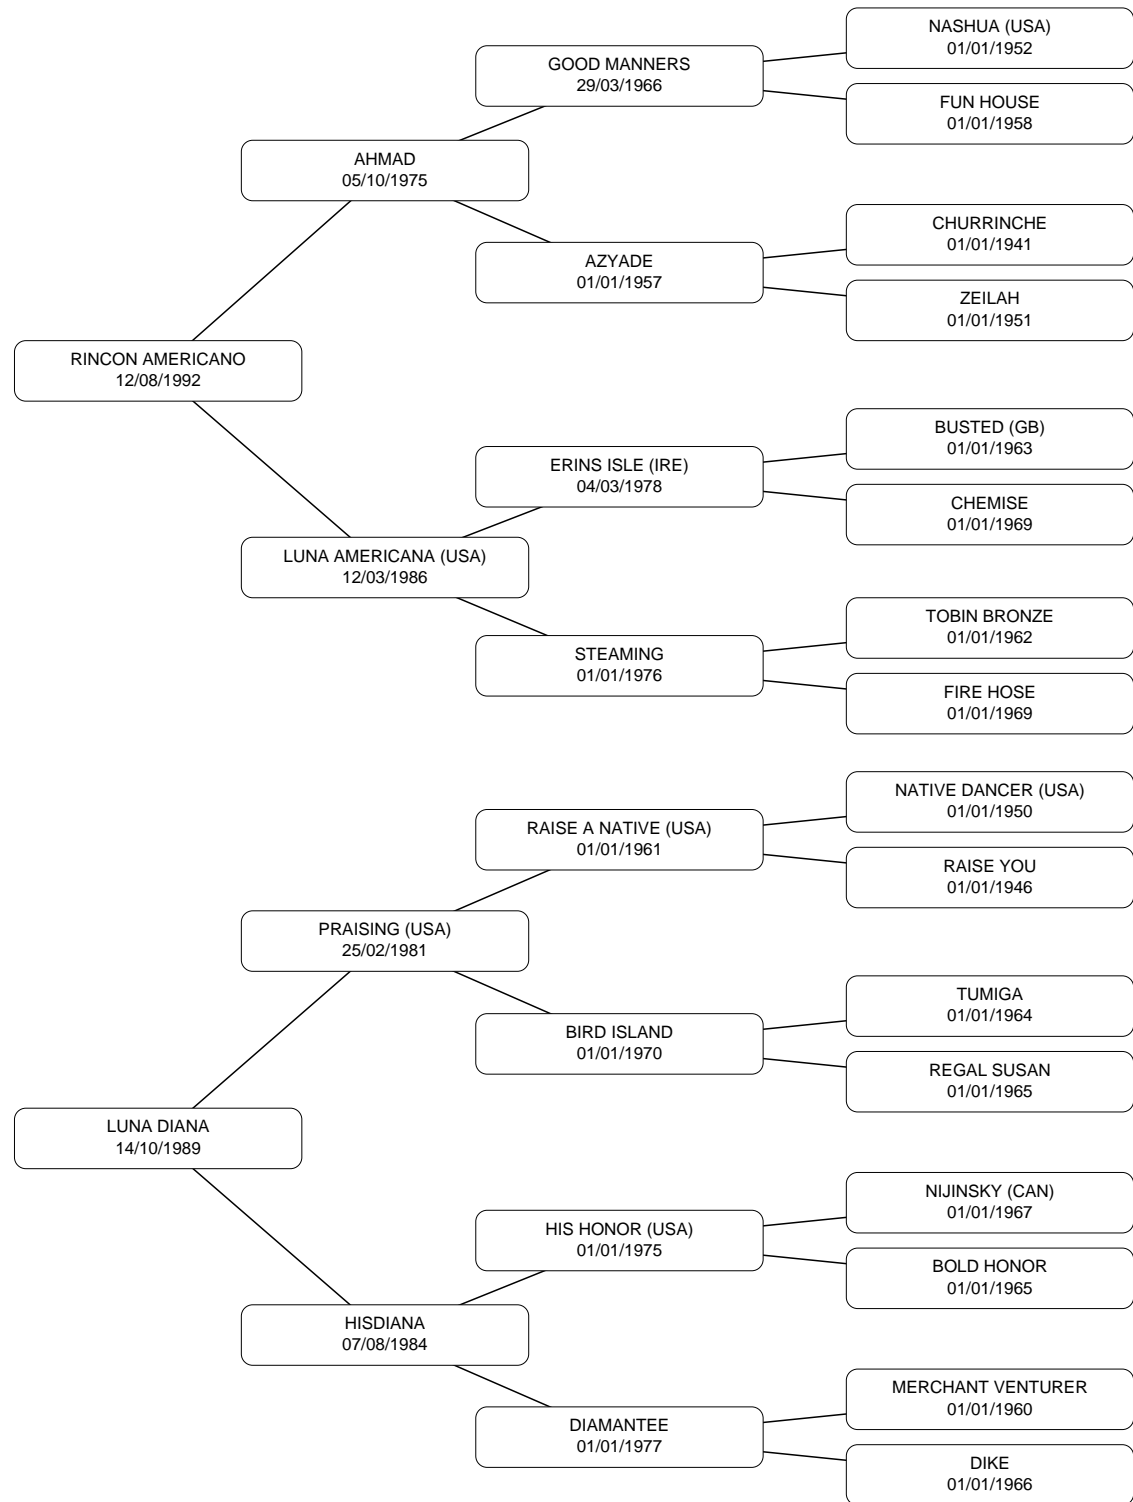 NASHUA (USA)
01/01/1952
GOOD MANNERS
29/03/1966
FUN HOUSE
01/01/1958
AHMAD
05/10/1975
CHURRINCHE
01/01/1941
AZYADE
01/01/1957
ZEILAH
01/01/1951
RINCON AMERICANO
12/08/1992
BUSTED (GB)
01/01/1963
ERINS ISLE (IRE)
04/03/1978
CHEMISE
01/01/1969
LUNA AMERICANA (USA)
12/03/1986
TOBIN BRONZE
01/01/1962
STEAMING
01/01/1976
FIRE HOSE
01/01/1969
NATIVE DANCER (USA)
01/01/1950
RAISE A NATIVE (USA)
01/01/1961
RAISE YOU
01/01/1946
PRAISING (USA)
25/02/1981
TUMIGA
01/01/1964
BIRD ISLAND
01/01/1970
REGAL SUSAN
01/01/1965
LUNA DIANA
14/10/1989
NIJINSKY (CAN)
01/01/1967
HIS HONOR (USA)
01/01/1975
BOLD HONOR
01/01/1965
HISDIANA
07/08/1984
MERCHANT VENTURER
01/01/1960
DIAMANTEE
01/01/1977
DIKE
01/01/1966